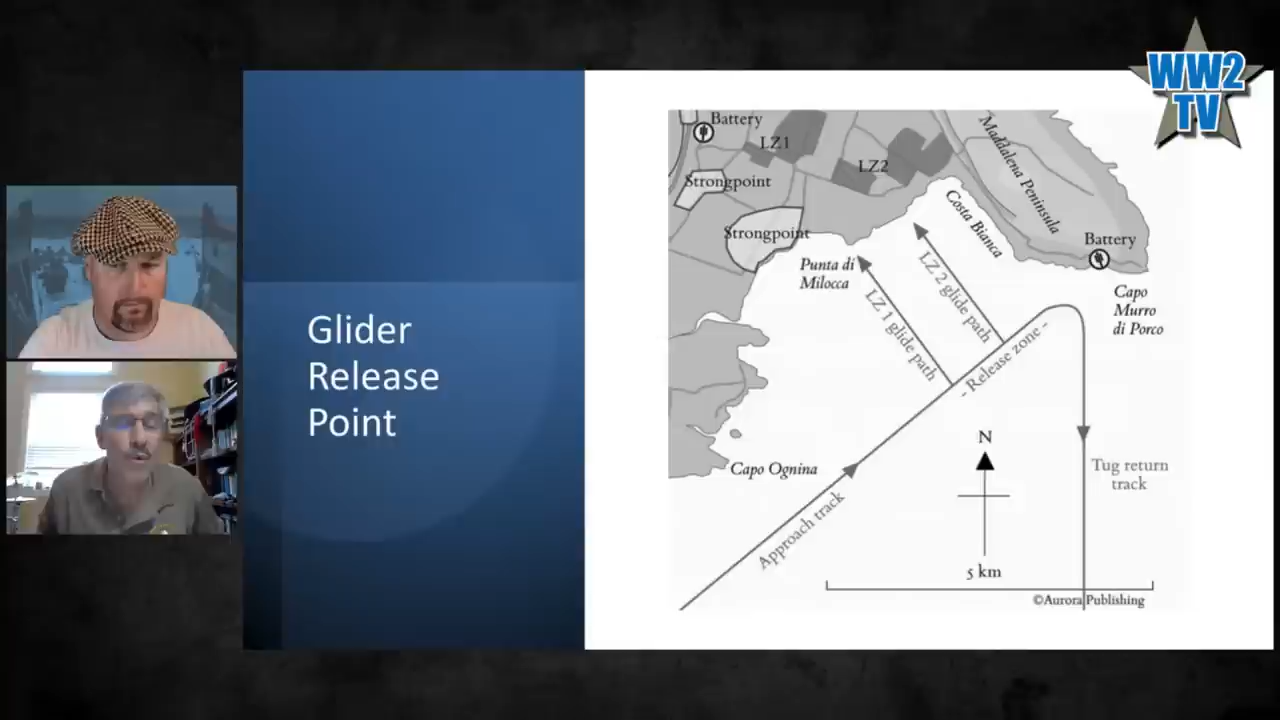 WW2
TV
Glider
Release
Point
Battery
LZ1
LZ2
Maddalena Peninsula
Strongpoint
Strongpoint
Costa Bianca
Battery
Punta di
Milocca
LZ 1 glide path
LZ 2 glide path
Capo
Murro
di Porco
- Release zone -
N
Capo Ognina
Approach track
Tug return
track
5 km
©Aurora Publishing